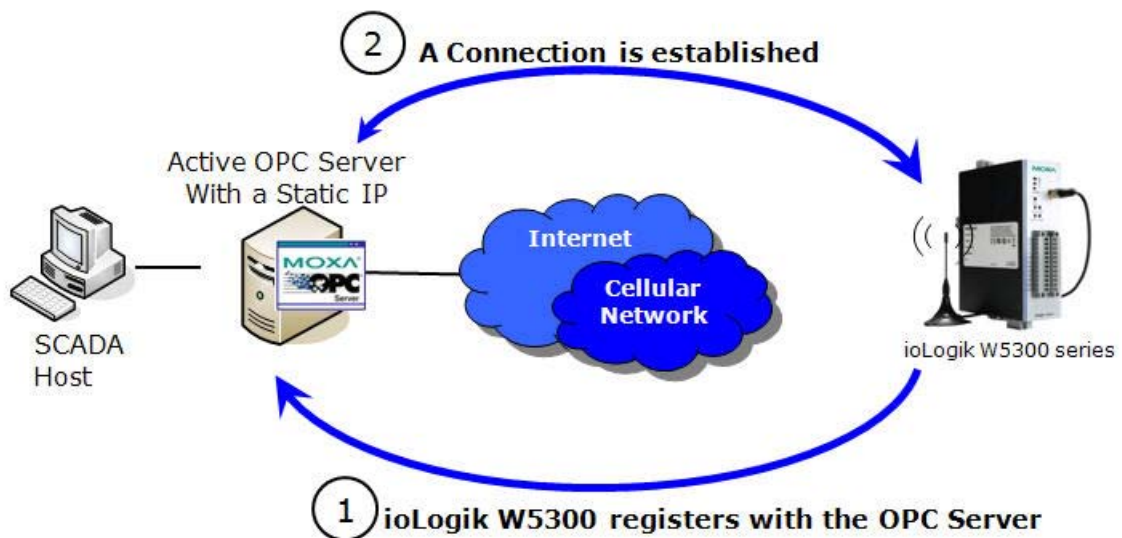 2 A Connection is established
Active OPC Server
With a Static IP
MOXA®
OPC
Server
Internet
Cellular
Network
MOXA
SCADA
Host
ioLogik W5300 series
1 ioLogik W5300 registers with the OPC Server